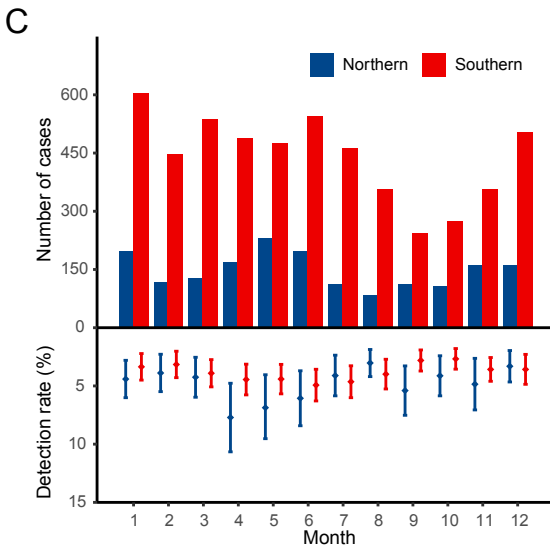 C
Northern Southern
Number of cases
600
450
300
150
0
Detection rate (%)
5
10
15
1 2 3 4 5 6 7 8 9 10 11 12
Month